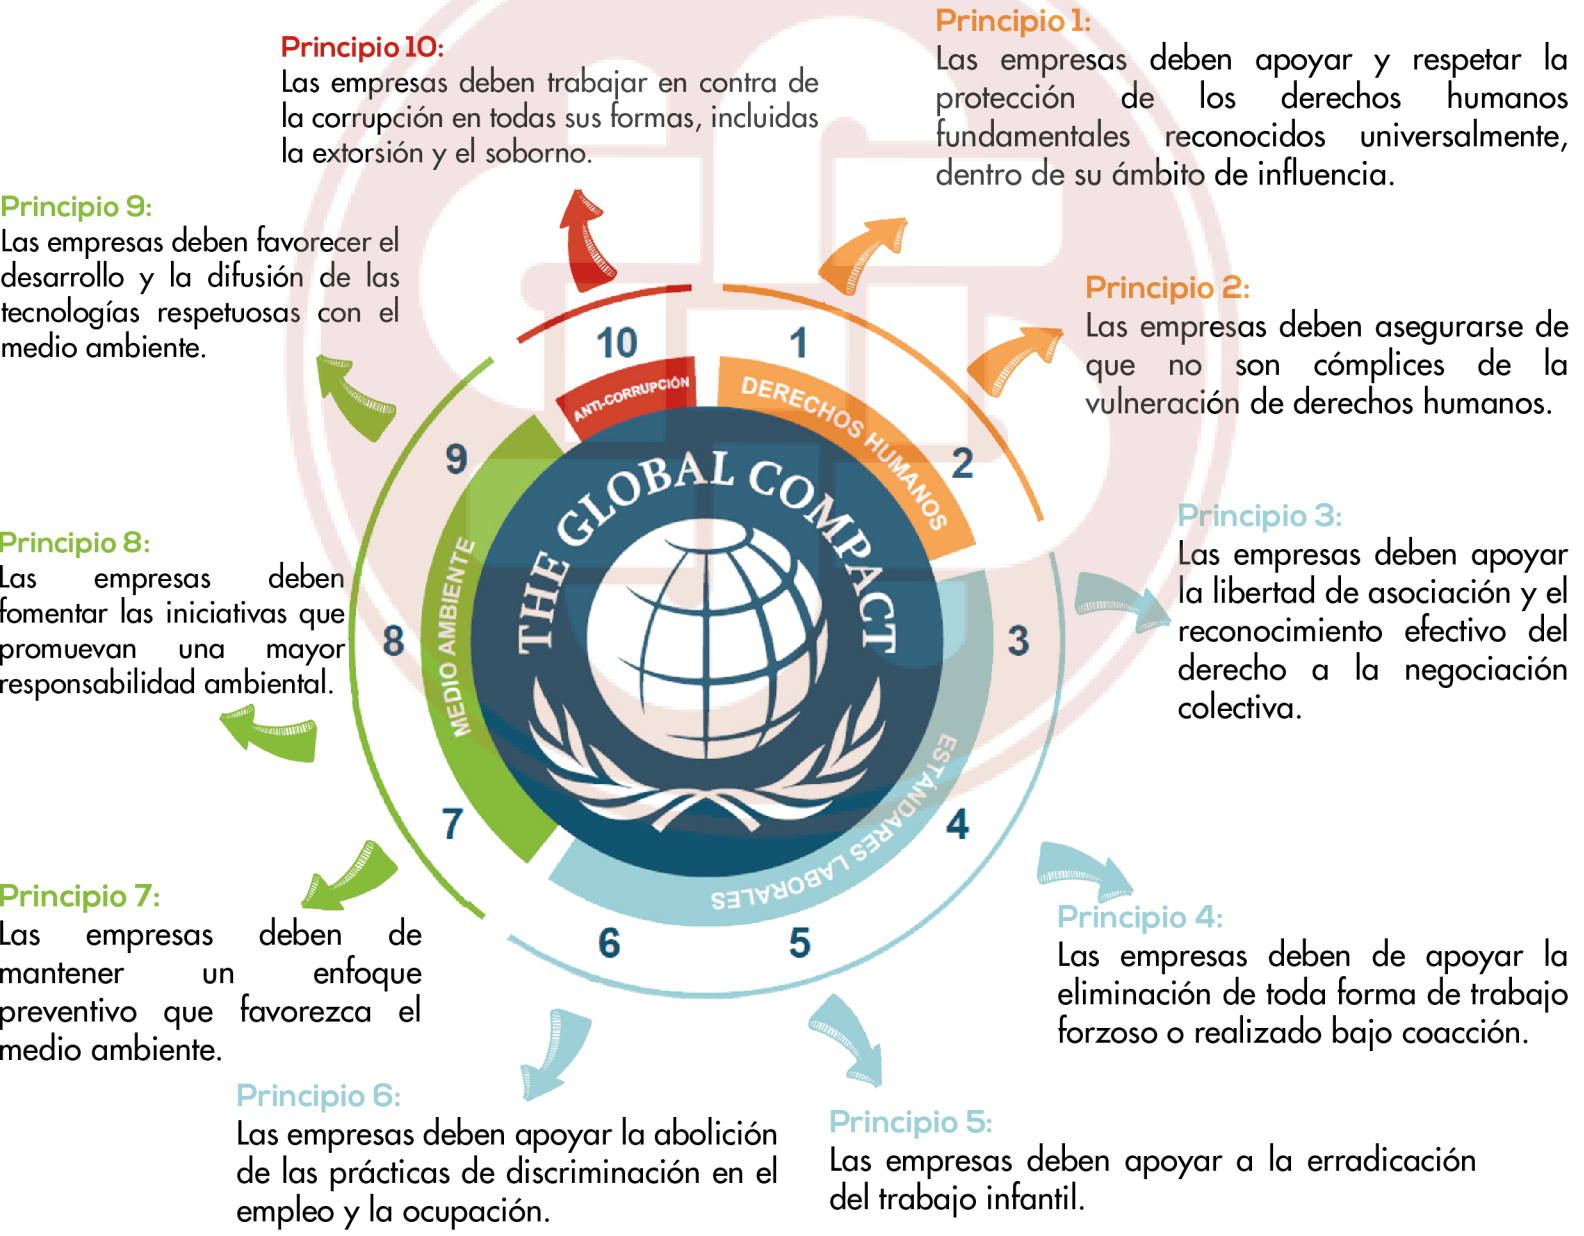 Principio 1:
Las empresas deben apoyar y respetar la
protección de los derechos humanos
fundamentales reconocidos universalmente,
dentro de su ámbito de influencia.
Principio 2:
Las empresas deben asegurarse de
que no son cómplices de la
vulneración de derechos humanos.
Principio 3:
Las empresas deben apoyar
la libertad de asociación y el
reconocimiento efectivo del
derecho a la negociación
colectiva.
Principio 4:
Las empresas deben de apoyar la
eliminación de toda forma de trabajo
forzoso o realizado bajo coacción.
Principio 5:
Las empresas deben apoyar a la erradicación
del trabajo infantil.
Principio 6:
Las empresas deben apoyar la abolición
de las prácticas de discriminación en el
empleo y la ocupación.
Principio 7:
Las empresas deben de
mantener un enfoque
preventivo que favorezca el
medio ambiente.
Principio 8:
Las empresas deben
fomentar las iniciativas que
promuevan una mayor
responsabilidad ambiental.
Principio 9:
Las empresas deben favorecer el
desarrollo y la difusión de las
tecnologías respetuosas con el
medio ambiente.
Principio 10:
Las empresas deben trabajar en contra de
la corrupción en todas sus formas, incluidas
la extorsión y el soborno.
1
2
3
4
5
6
7
8
9
10
DERECHOS HUMANOS
ESTÁNDARES LABORALES
MEDIO AMBIENTE
ANTI-CORRUPCIÓN
THE GLOBAL COMPACT